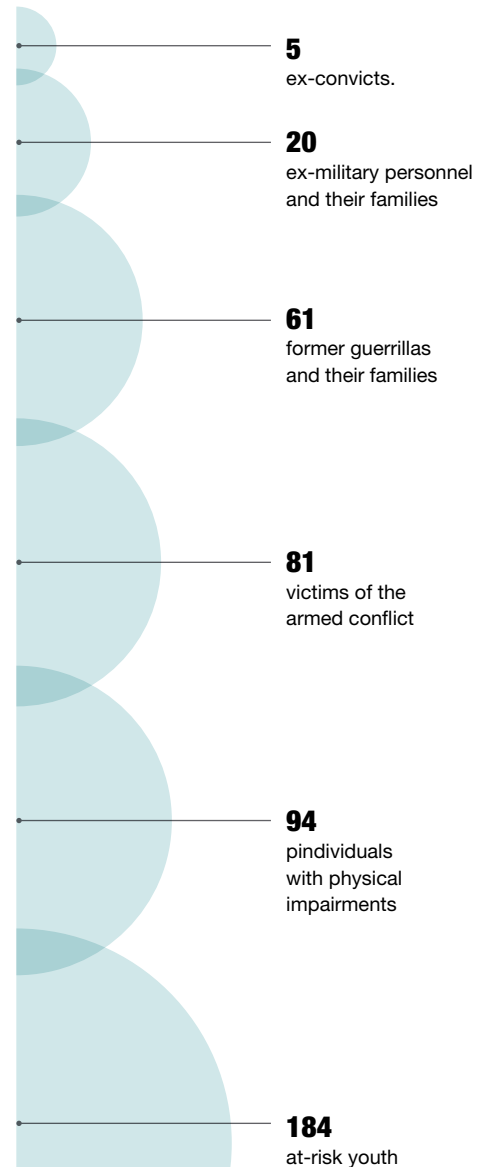 5
ex-convicts.
20
ex-military personnel
and their families
61
former guerrillas
and their families
81
victims of the
armed conflict
94
pindividuals
with physical
impairments
184
at-risk youth